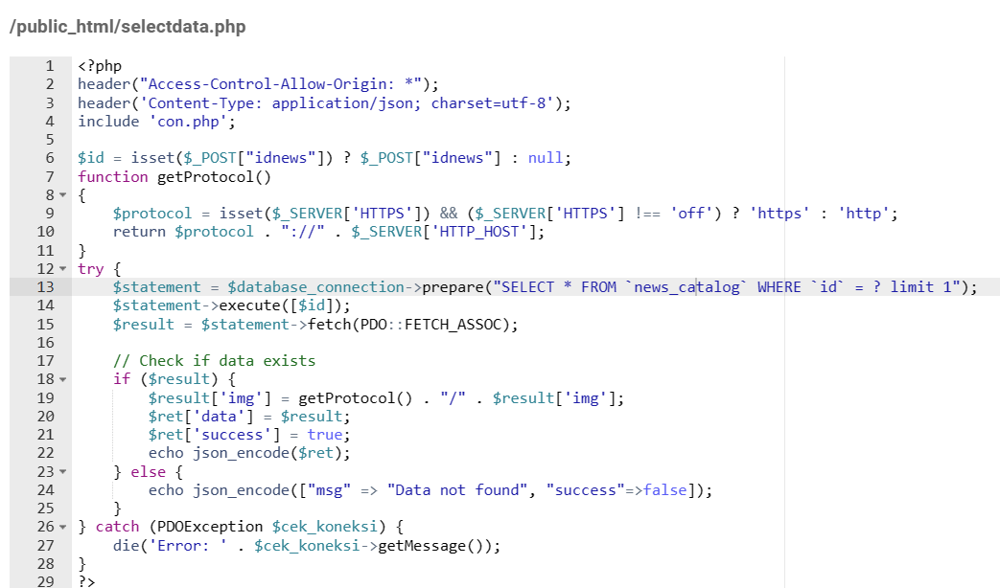 /public_html/selectdata.php
1 <?php
2 header("Access-Control-Allow-Origin: *");
3 header('Content-Type: application/json; charset=utf-8');
4 include 'con.php';
5
6 $id = isset($_POST["idnews"]) ? $_POST["idnews"] : null;
7 function getProtocol()
8 {
9     $protocol = isset($_SERVER['HTTPS']) && ($_SERVER['HTTPS'] !== 'off') ? 'https' : 'http';
10     return $protocol . "://" . $_SERVER['HTTP_HOST'];
11 }
12 try {
13     $statement = $database_connection->prepare("SELECT * FROM `news_catalog` WHERE `id` = ? limit 1");
14     $statement->execute([$id]);
15     $result = $statement->fetch(PDO::FETCH_ASSOC);
16
17     // Check if data exists
18     if ($result) {
19         $result['img'] = getProtocol() . "/" . $result['img'];
20         $ret['data'] = $result;
21         $ret['success'] = true;
22         echo json_encode($ret);
23     } else {
24         echo json_encode(["msg" => "Data not found", "success"=>false]);
25     }
26 } catch (PDOException $cek_koneksi) {
27     die('Error: ' . $cek_koneksi->getMessage());
28 }
29 ?>